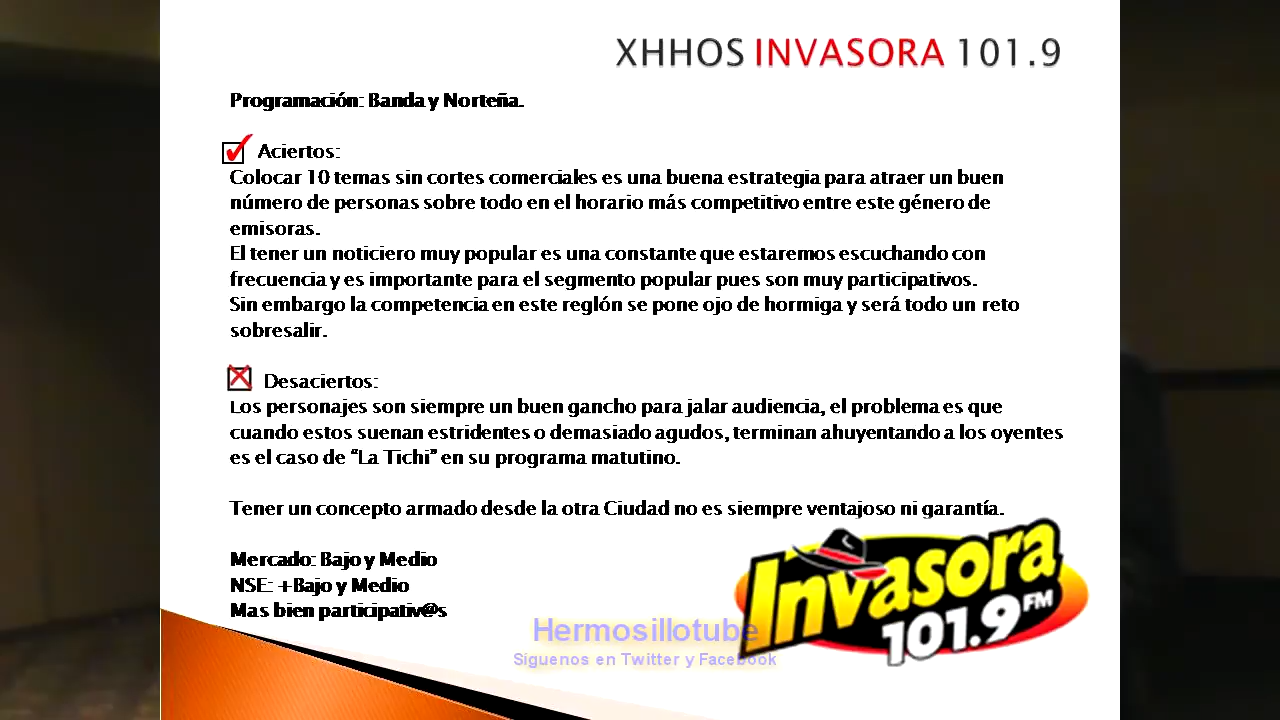 XHHOS INVASORA 101.9
Programación: Banda y Norteña.
Aciertos:
Colocar 10 temas sin cortes comerciales es una buena estrategia para atraer un buen
número de personas sobre todo en el horario más competitivo entre este género de
emisoras.
El tener un noticiero muy popular es una constante que estaremos escuchando con
frecuencia y es importante para el segmento popular pues son muy participativos.
Sin embargo la competencia en este reglón se pone ojo de hormiga y será todo un reto
sobresalir.
Desaciertos:
Los personajes son siempre un buen gancho para jalar audiencia, el problema es que
cuando estos suenan estridentes o demasiado agudos, terminan ahuyentando a los oyentes
es el caso de “La Tichi” en su programa matutino.
Tener un concepto armado desde la otra Ciudad no es siempre ventajoso ni garantía.
Mercado: Bajo y Medio
NSE: +Bajo y Medio
Mas bien participativ@s
Invasora
101.9 FM
Hermosillotube
Siguenos en Twitter y Facebook